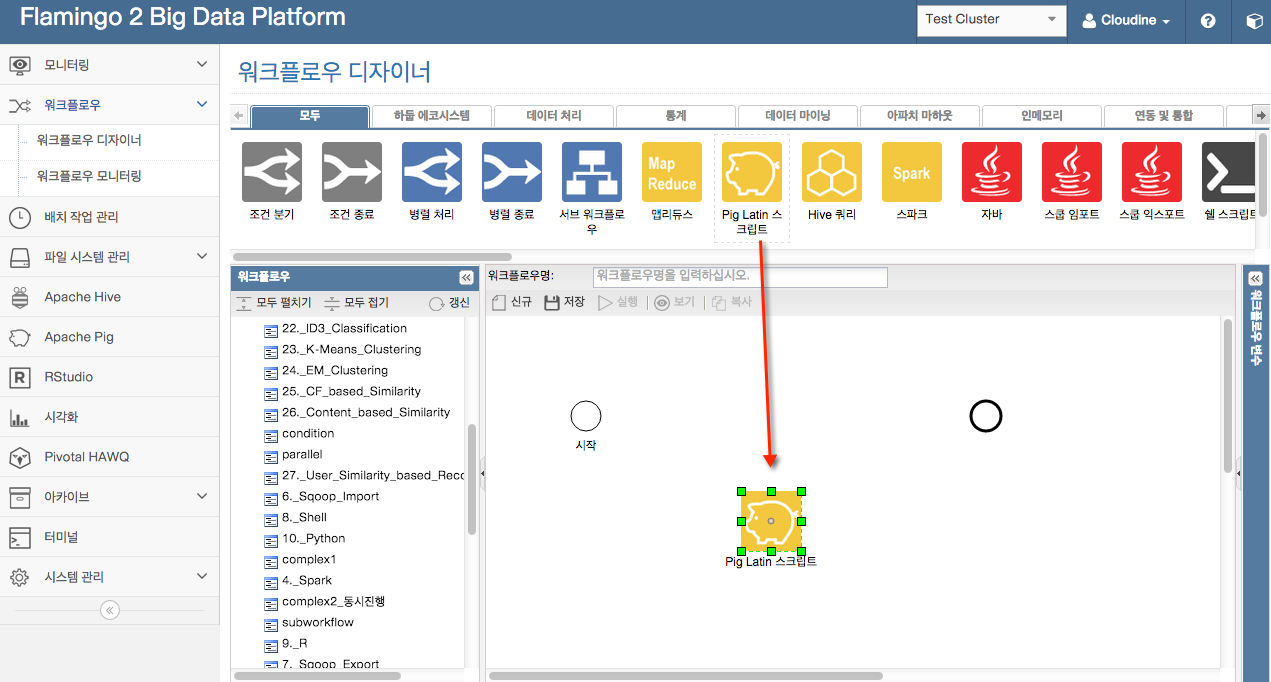 Flamingo 2 Big Data Platform
Test Cluster
Cloudine
모니터링
워크플로우
워크플로우 디자이너
워크플로우 모니터링
배치 작업 관리
파일 시스템 관리
Apache Hive
Apache Pig
R
RStudio
시각화
Pivotal HAWQ
아카이브
터미널
시스템 관리
워크플로우 디자이너
모두
하둡 에코시스템
데이터 처리
통계
데이터 마이닝
아파치 마하웃
인메모리
연동 및 통합
Map
Reduce
Spark
조건 분기
조건 종료
병렬 처리
병렬 종료
서브 워크플로
우
맵리듀스
Pig Latin 스
크립트
Hive 쿼리
스파크
자바
스쿱 임포트
스쿱 익스포트
쉘 스크립트
워크플로우
모두 펼치기
모두 접기
갱신
22._ID3_Classification
23._K-Means_Clustering
24._EM_Clustering
25._CF_based_Similarity
26._Content_based_Similarity
condition
parallel
27._User_Similarity_based_Reco
6._Sqoop_Import
8._Shell
10._Python
complex1
4._Spark
complex2_동시진행
subworkflow
9._R
7._Sqoop_Export
워크플로우명:
워크플로우명을 입력하십시오.
신규
저장
실행
보기
복사
시작
Pig Latin 스크립트
워크플로우 변수